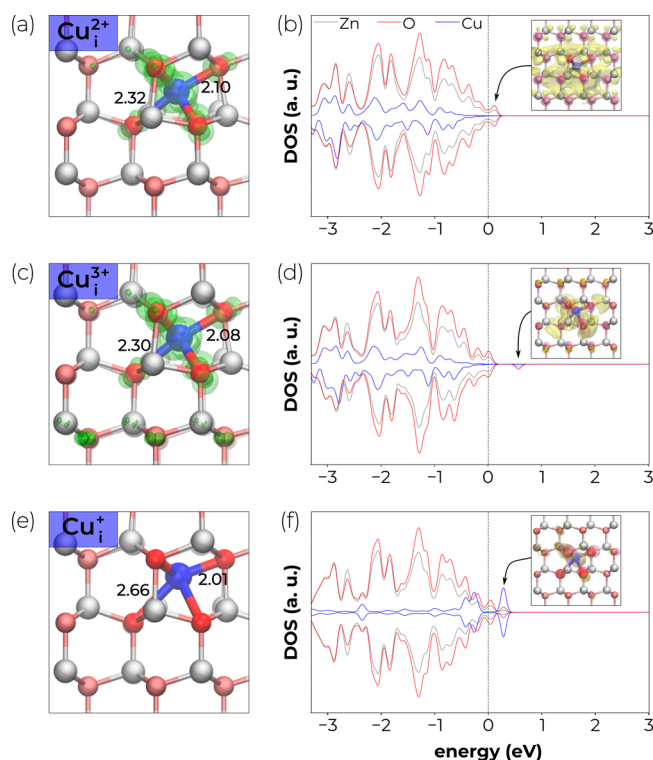 (a) Cu_i^2+
2.32
2.10
(b)
Zn O Cu
DOS (a. u.)
−3 −2 −1 0 1 2 3
(c) Cu_i^3+
2.30
2.08
(d)
DOS (a. u.)
−3 −2 −1 0 1 2 3
(e) Cu_i^+
2.66
2.01
(f)
DOS (a. u.)
−3 −2 −1 0 1 2 3
energy (eV)